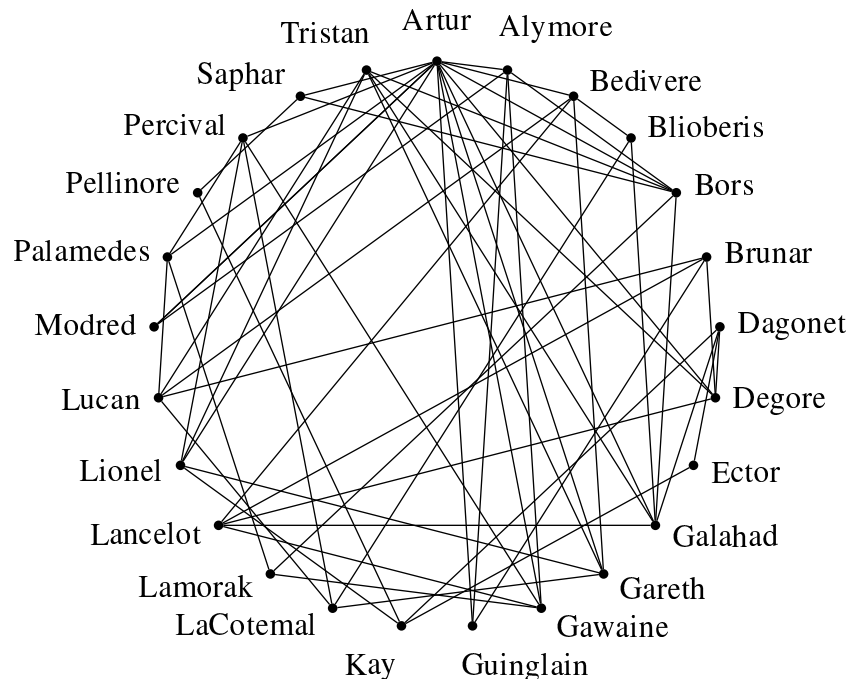 Artur
Alymore
Tristan
Saphar
Bedivere
Percival
Blioberis
Pellinore
Bors
Palamedes
Brunar
Modred
Dagonet
Lucan
Degore
Lionel
Ector
Lancelot
Galahad
Lamorak
Gareth
LaCotemal
Gawaine
Kay
Guinglain